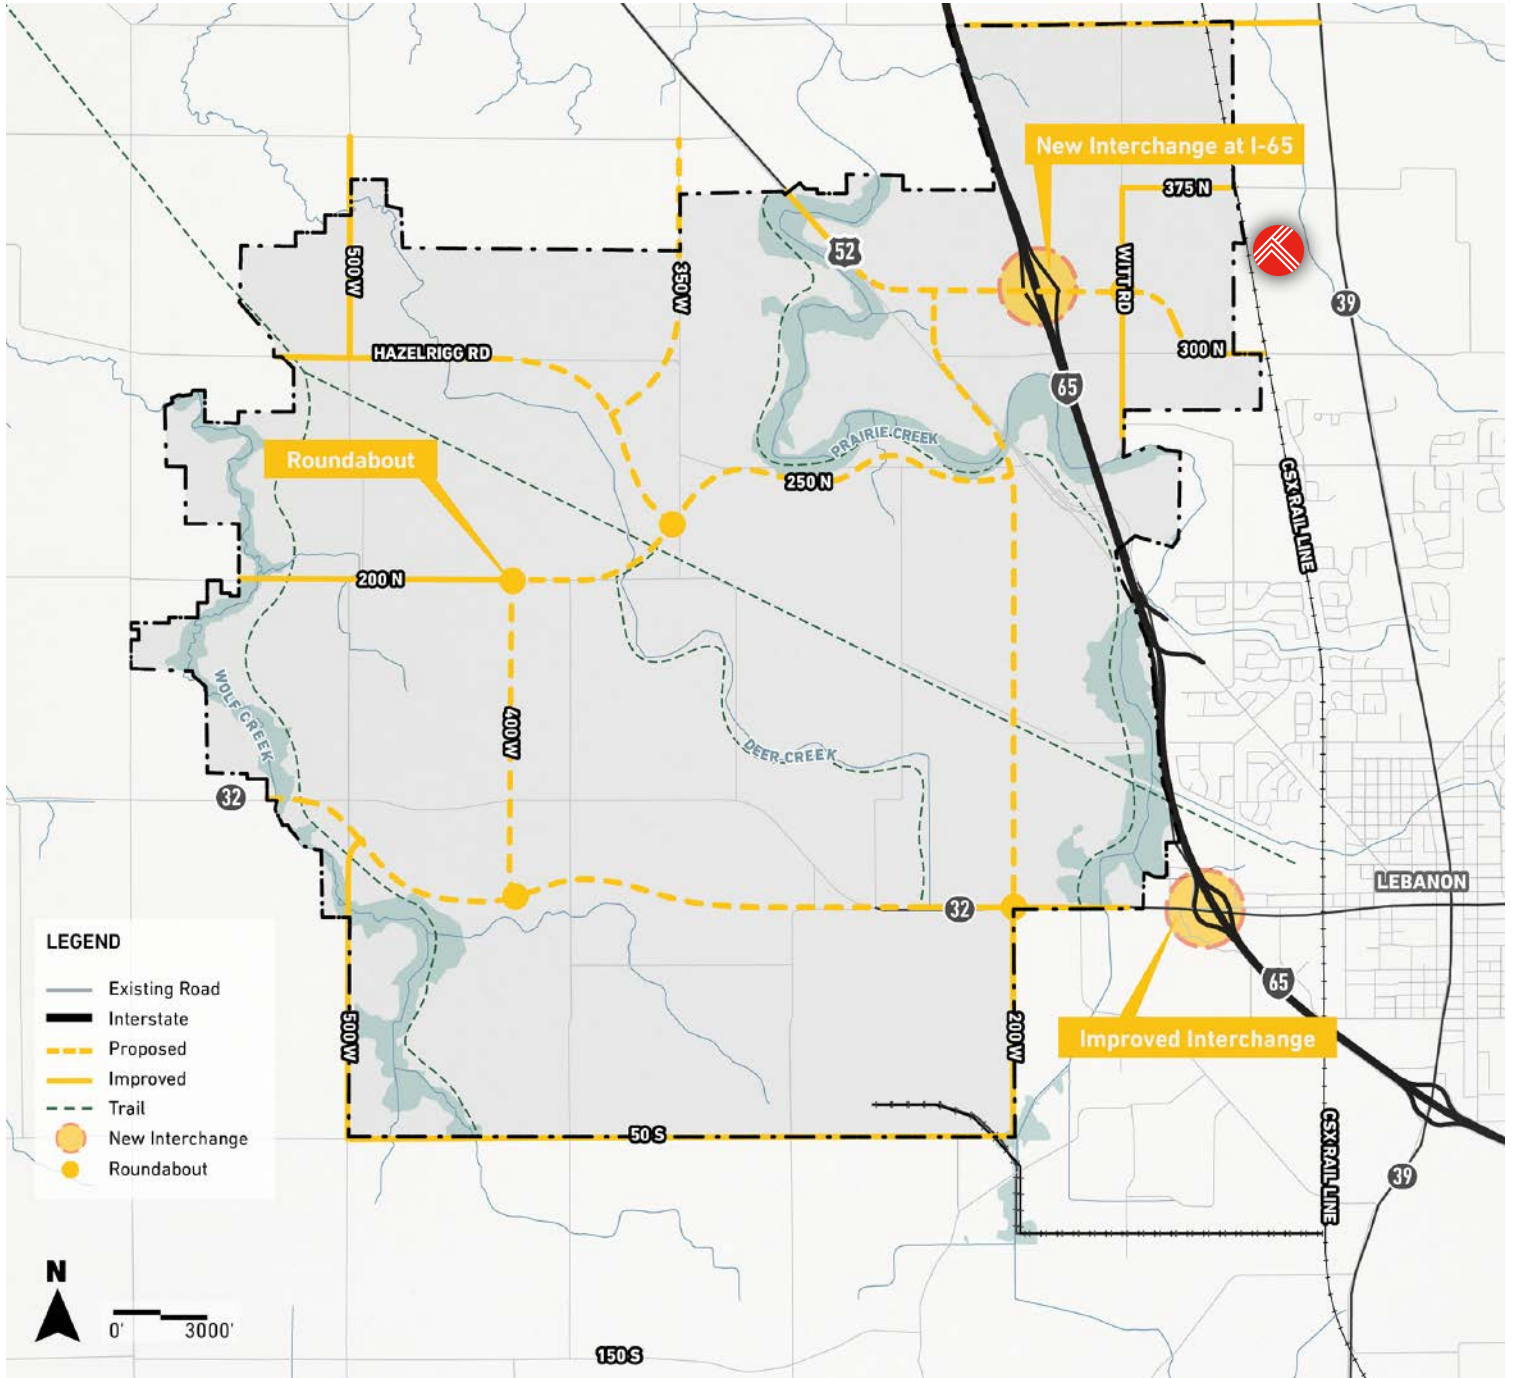 New Interchange at I-65
375 N
500 W
350 W
52
WITT RD
39
HAZELRIGG RD
300 N
65
PRAIRIE CREEK
Roundabout
250 N
CSX RAIL LINE
200 N
WOLF CREEK
400 W
DEER CREEK
32
LEBANON
32
65
500 W
200 W
Improved Interchange
50 S
CSX RAIL LINE
39
LEGEND
Existing Road
Interstate
Proposed
Improved
Trail
New Interchange
Roundabout
N
0' 3000'
150 S